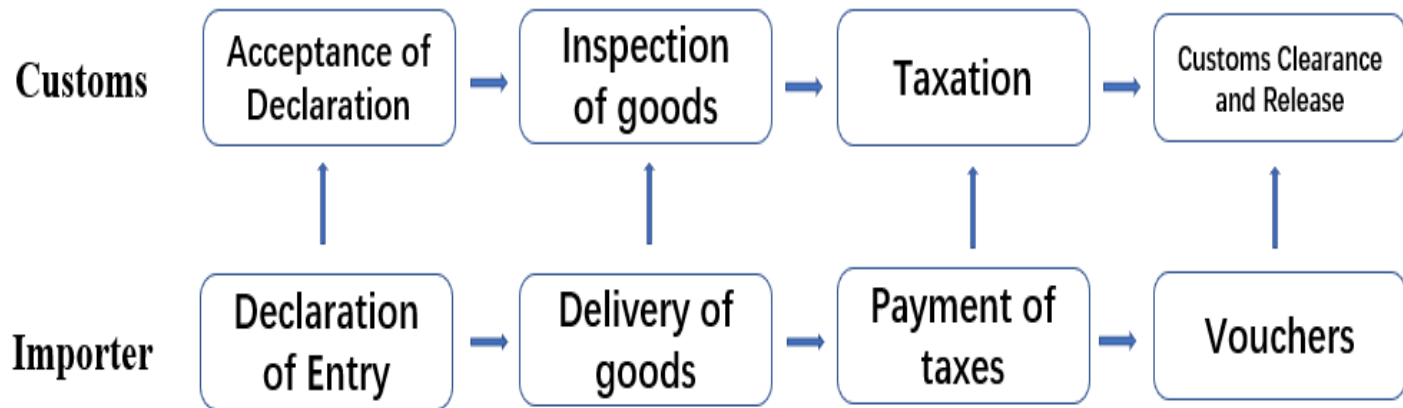 Customs
Acceptance of
Declaration
Inspection
of goods
Taxation
Customs Clearance
and Release
Importer
Declaration
of Entry
Delivery of
goods
Payment of
taxes
Vouchers